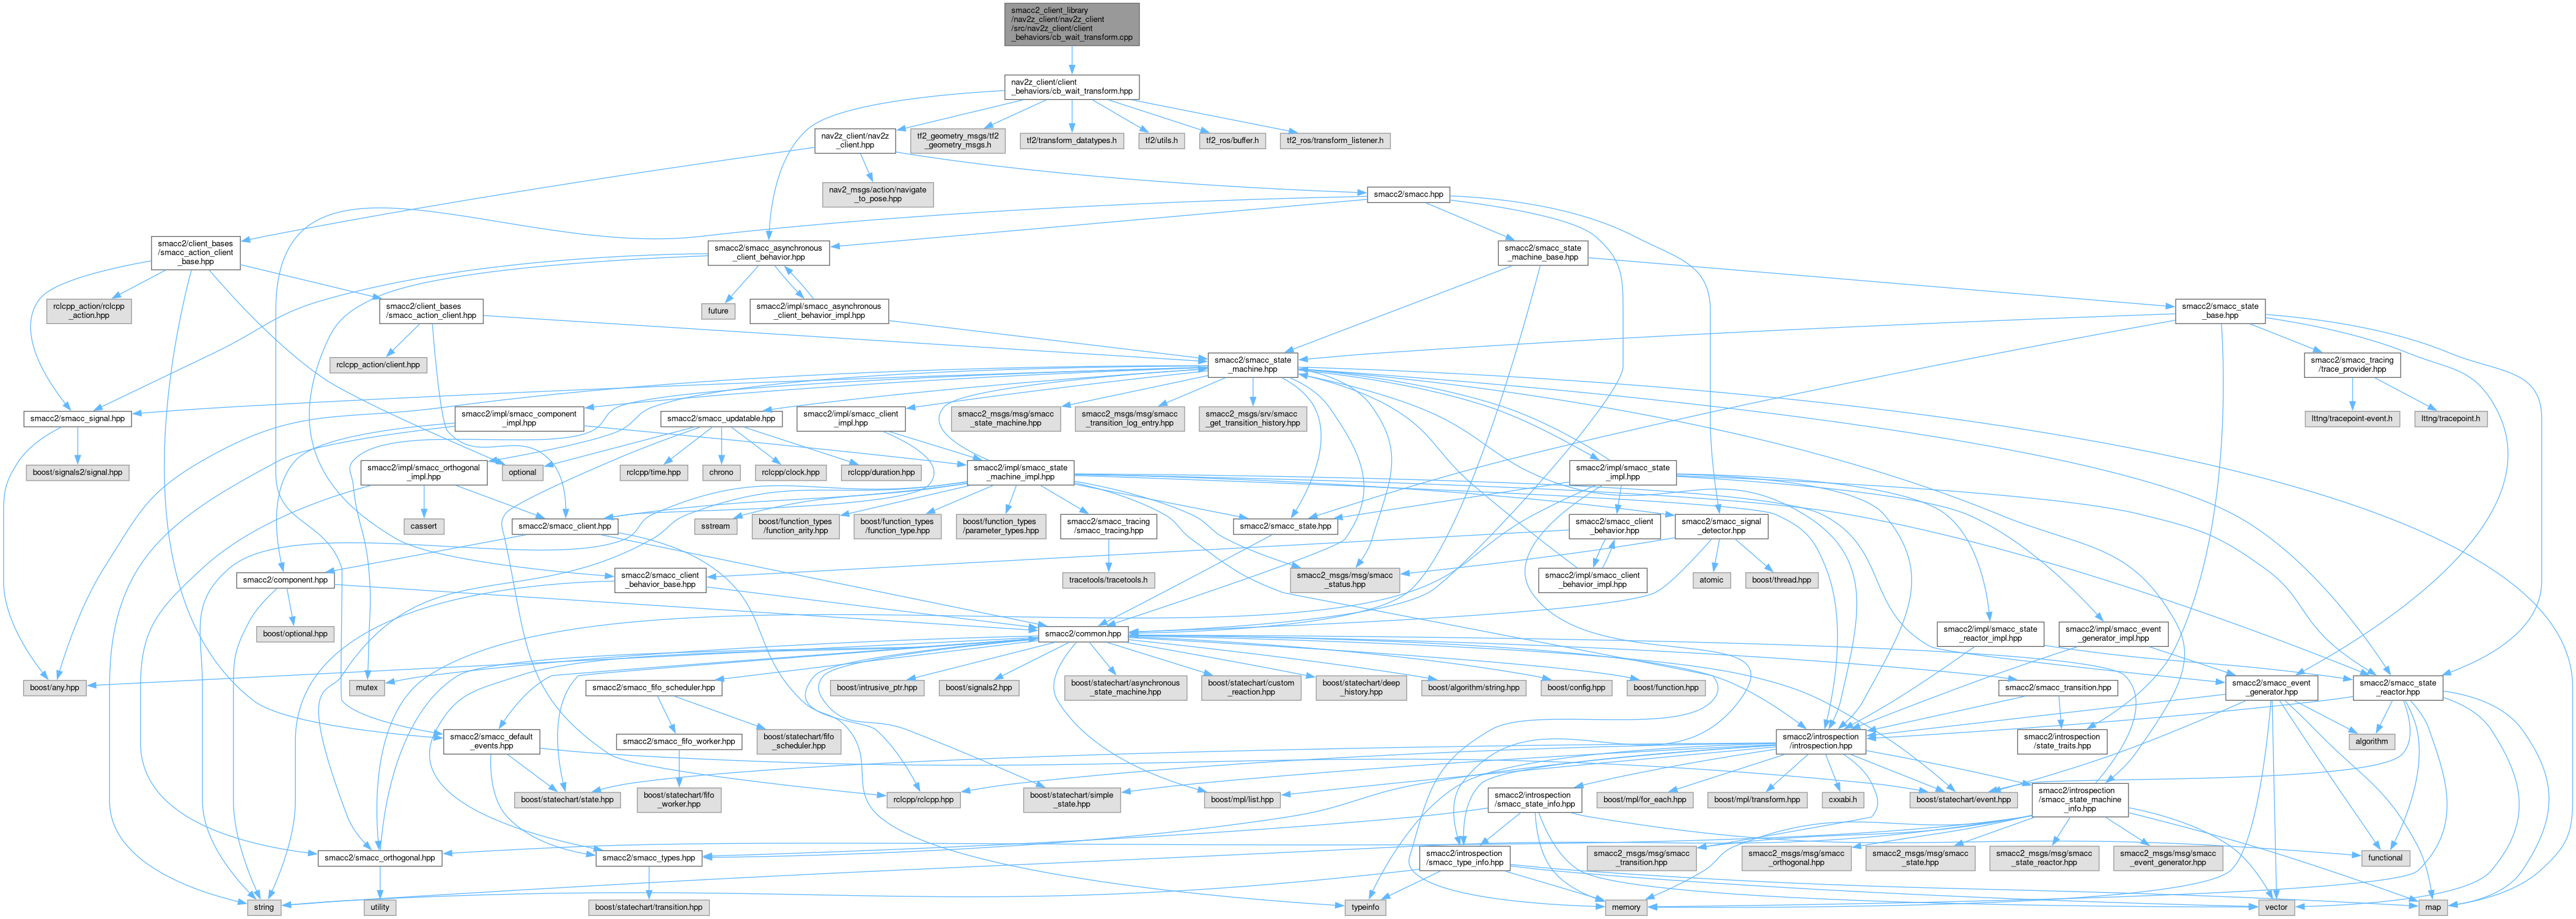 smacc2_client_library
/nav2z_client/nav2z_client
/src/nav2z_client/client
_behaviors/cb_wait_transform.cpp
nav2z_client/client
_behaviors/cb_wait_transform.hpp
nav2z_client/nav2z
_client.hpp
tf2_geometry_msgs/tf2
_geometry_msgs.h
tf2/transform_datatypes.h
tf2/utils.h
tf2_ros/buffer.h
tf2_ros/transform_listener.h
nav2_msgs/action/navigate
_to_pose.hpp
smacc2/smacc.hpp
smacc2/client_bases
/smacc_action_client
_base.hpp
smacc2/smacc_asynchronous
_client_behavior.hpp
smacc2/smacc_state
_machine_base.hpp
rclcpp_action/rclcpp
_action.hpp
smacc2/client_bases
/smacc_action_client.hpp
future
smacc2/impl/smacc_asynchronous
_client_behavior_impl.hpp
smacc2/smacc_state
_base.hpp
rclcpp_action/client.hpp
smacc2/smacc_state
_machine.hpp
smacc2/smacc_tracing
/trace_provider.hpp
smacc2/smacc_signal.hpp
smacc2/impl/smacc_component
_impl.hpp
smacc2/smacc_updatable.hpp
smacc2/impl/smacc_client
_impl.hpp
smacc2_msgs/msg/smacc
_state_machine.hpp
smacc2_msgs/msg/smacc
_transition_log_entry.hpp
smacc2_msgs/srv/smacc
_get_transition_history.hpp
lttng/tracepoint-event.h
lttng/tracepoint.h
boost/signals2/signal.hpp
smacc2/impl/smacc_orthogonal
_impl.hpp
optional
rclcpp/time.hpp
chrono
rclcpp/clock.hpp
rclcpp/duration.hpp
smacc2/impl/smacc_state
_machine_impl.hpp
smacc2/impl/smacc_state
_impl.hpp
cassert
smacc2/smacc_client.hpp
sstream
boost/function_types
/function_arity.hpp
boost/function_types
/function_type.hpp
boost/function_types
/parameter_types.hpp
smacc2/smacc_tracing
/smacc_tracing.hpp
smacc2/smacc_state.hpp
smacc2/smacc_client
_behavior.hpp
smacc2/smacc_signal
_detector.hpp
smacc2/component.hpp
smacc2/smacc_client
_behavior_base.hpp
tracetools/tracetools.h
smacc2_msgs/msg/smacc
_status.hpp
smacc2/impl/smacc_client
_behavior_impl.hpp
atomic
boost/thread.hpp
boost/optional.hpp
smacc2/common.hpp
smacc2/impl/smacc_state
_reactor_impl.hpp
smacc2/impl/smacc_event
_generator_impl.hpp
boost/any.hpp
mutex
smacc2/smacc_fifo_scheduler.hpp
boost/intrusive_ptr.hpp
boost/signals2.hpp
boost/statechart/asynchronous
_state_machine.hpp
boost/statechart/custom
_reaction.hpp
boost/statechart/deep
_history.hpp
boost/algorithm/string.hpp
boost/config.hpp
boost/function.hpp
smacc2/smacc_transition.hpp
smacc2/smacc_event
_generator.hpp
smacc2/smacc_state
_reactor.hpp
smacc2/smacc_default
_events.hpp
smacc2/smacc_fifo_worker.hpp
boost/statechart/fifo
_scheduler.hpp
smacc2/introspection
/introspection.hpp
smacc2/introspection
/state_traits.hpp
algorithm
boost/statechart/state.hpp
boost/statechart/fifo
_worker.hpp
rclcpp/rclcpp.hpp
boost/statechart/simple
_state.hpp
boost/mpl/list.hpp
smacc2/introspection
/smacc_state_info.hpp
boost/mpl/for_each.hpp
boost/mpl/transform.hpp
cxxabi.h
boost/statechart/event.hpp
smacc2/introspection
/smacc_state_machine
_info.hpp
smacc2/smacc_orthogonal.hpp
smacc2/smacc_types.hpp
smacc2/introspection
/smacc_type_info.hpp
smacc2_msgs/msg/smacc
_transition.hpp
smacc2_msgs/msg/smacc
_orthogonal.hpp
smacc2_msgs/msg/smacc
_state.hpp
smacc2_msgs/msg/smacc
_state_reactor.hpp
smacc2_msgs/msg/smacc
_event_generator.hpp
functional
string
utility
boost/statechart/transition.hpp
typeinfo
memory
vector
map